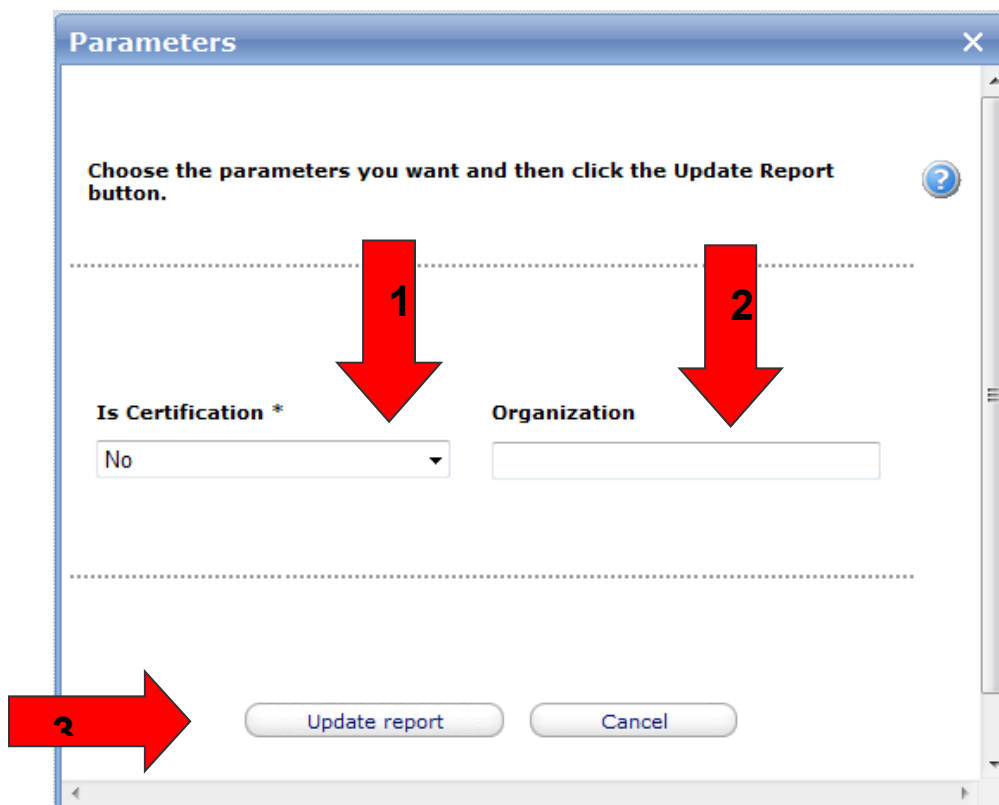 Parameters
Choose the parameters you want and then click the Update Report
button.
1
2
Is Certification *
Organization
No
3
Update report
Cancel